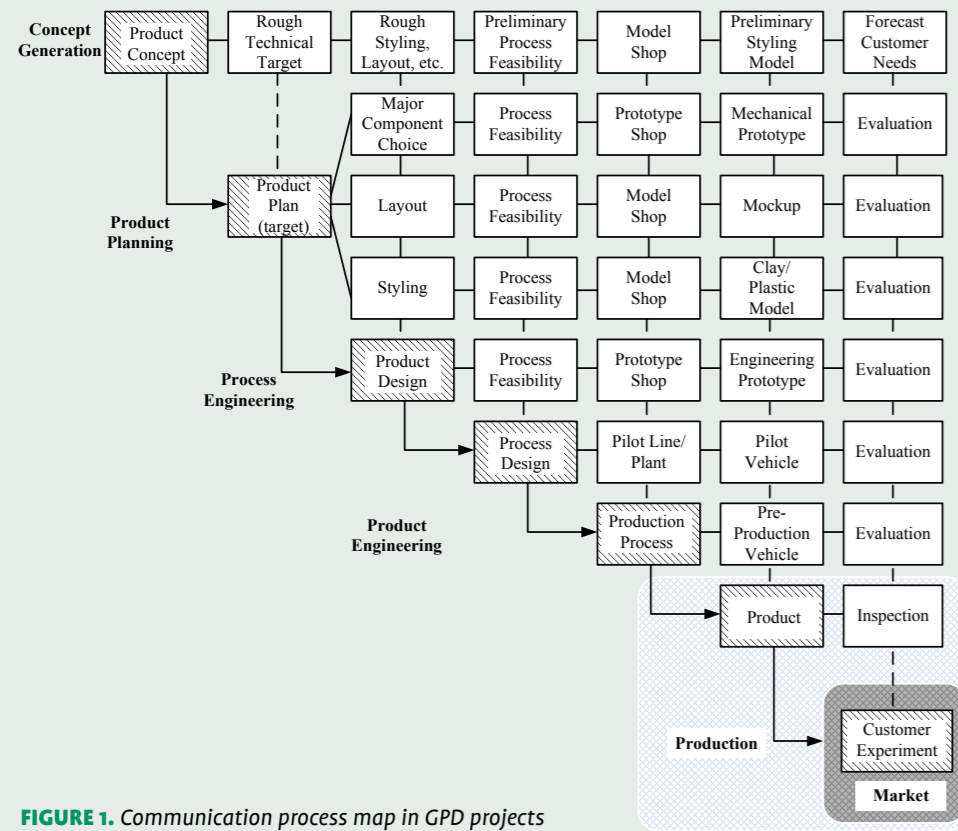 Concept
Generation
Product
Concept
Rough
Technical
Target
Rough
Styling,
Layout, etc.
Preliminary
Process
Feasibility
Model
Shop
Preliminary
Styling
Model
Forecast
Customer
Needs
Major
Component
Choice
Process
Feasibility
Prototype
Shop
Mechanical
Prototype
Evaluation
Product
Planning
Product
Plan
(target)
Layout
Process
Feasibility
Model
Shop
Mockup
Evaluation
Styling
Process
Feasibility
Model
Shop
Clay/
Plastic
Model
Evaluation
Process
Engineering
Product
Design
Process
Feasibility
Prototype
Shop
Engineering
Prototype
Evaluation
Process
Design
Pilot Line/
Plant
Pilot
Vehicle
Evaluation
Product
Engineering
Production
Process
Pre-
Production
Vehicle
Evaluation
Product
Inspection
Production
Customer
Experiment
Market
FIGURE 1. Communication process map in GPD projects